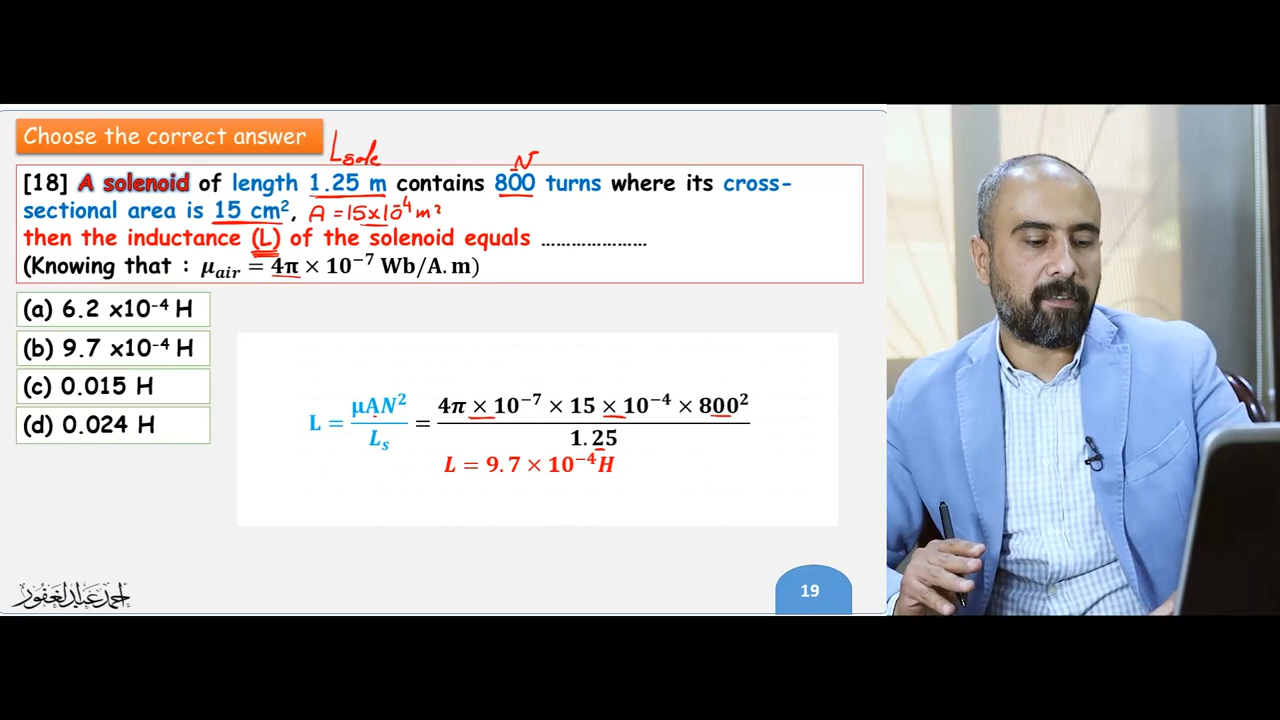 Choose the correct answer
Lsole
N
[18] A solenoid of length 1.25 m contains 800 turns where its cross-
sectional area is 15 cm², A = 15x10⁻⁴ m²
then the inductance (L) of the solenoid equals .....................
(Knowing that : μair = 4π × 10⁻⁷ Wb/A.m)
(a) 6.2 x10⁻⁴ H
(b) 9.7 x10⁻⁴ H
(c) 0.015 H
(d) 0.024 H
L = μAN²/Ls = 4π × 10⁻⁷ × 15 × 10⁻⁴ × 800²/1.25
L = 9.7 × 10⁻⁴H
احمد عبدالغفور
19